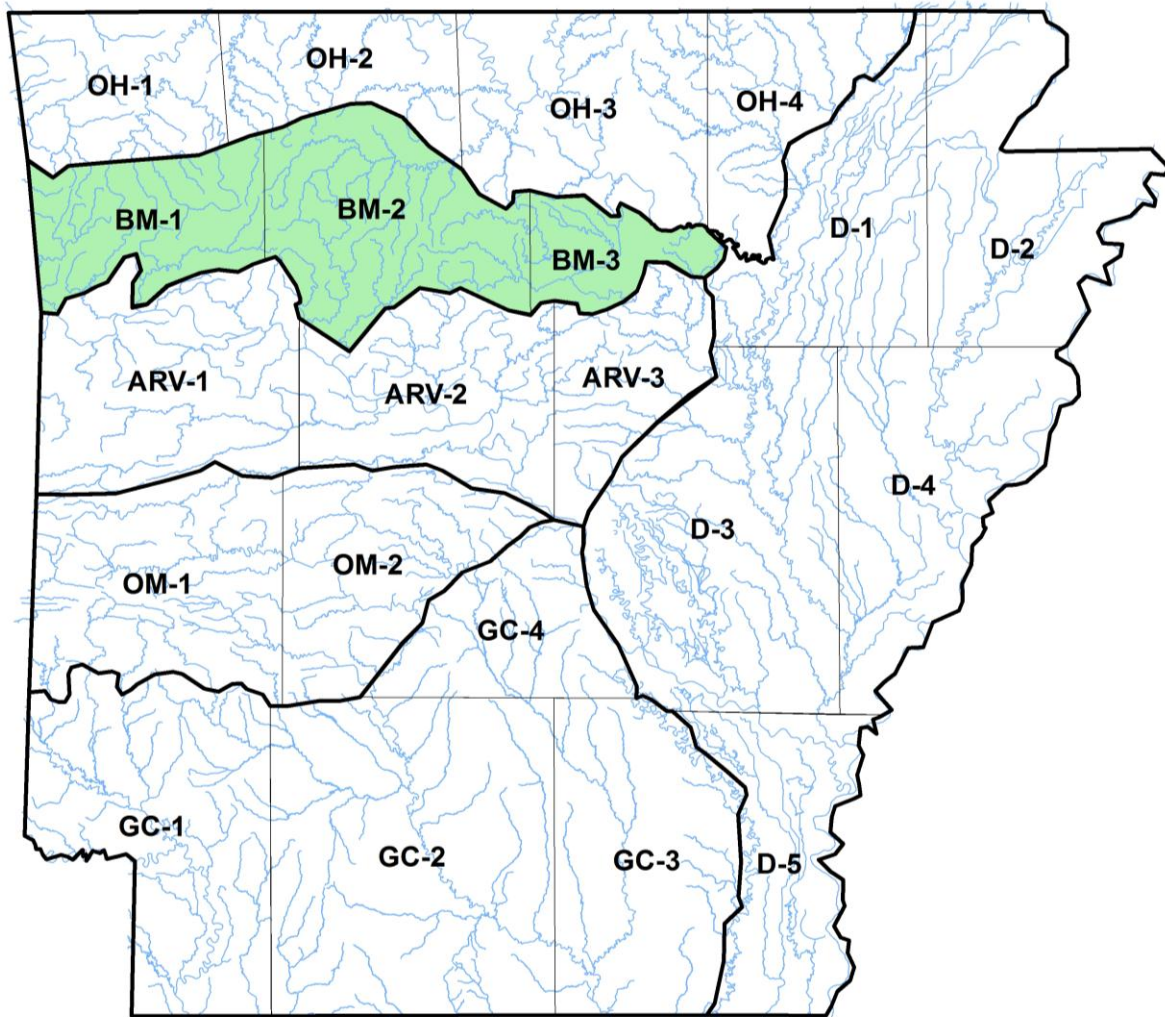 OH-1
OH-2
OH-3
OH-4
BM-1
BM-2
BM-3
D-1
D-2
ARV-1
ARV-2
ARV-3
D-4
D-3
OM-1
OM-2
GC-4
GC-1
GC-2
GC-3
D-5